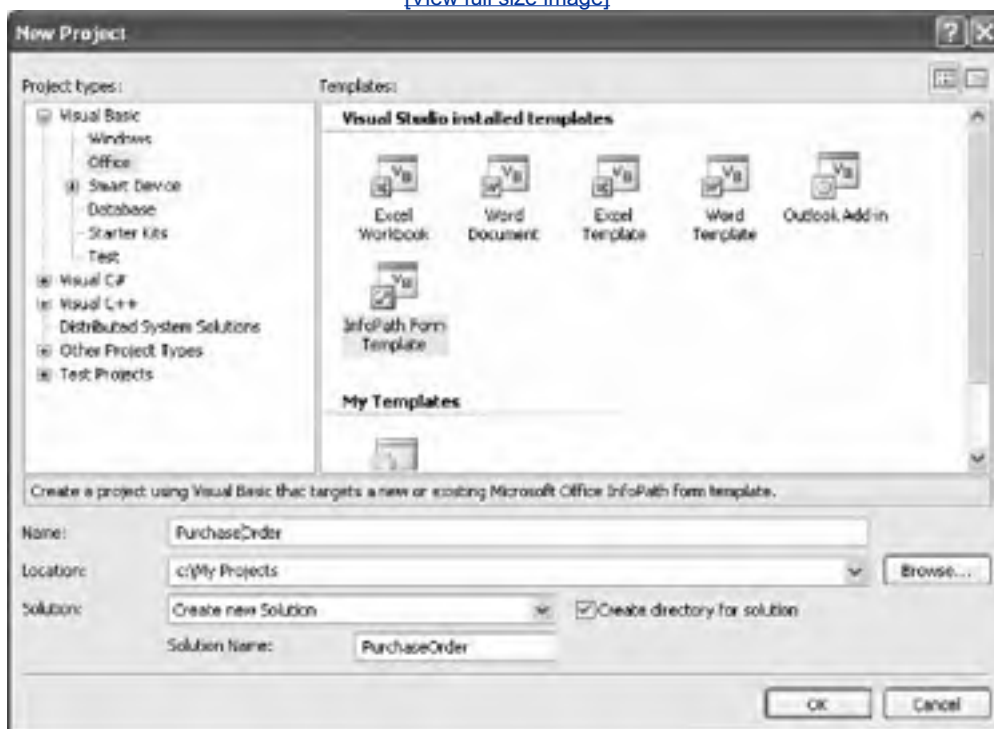 [View full size image]
New Project
Project types:
Visual Basic
Windows
Office
Smart Device
Database
Starter Kits
Test
Visual C#
Visual C++
Distributed System Solutions
Other Project Types
Test Projects
Templates:
Visual Studio installed templates
Excel Workbook
Word Document
Excel Template
Word Template
Outlook Add-in
InfoPath Form Template
My Templates
Create a project using Visual Basic that targets a new or existing Microsoft Office InfoPath form template.
Name: PurchaseOrder
Location: c:\My Projects Browse...
Solution: Create new Solution Create directory for solution
Solution Name: PurchaseOrder
OK Cancel